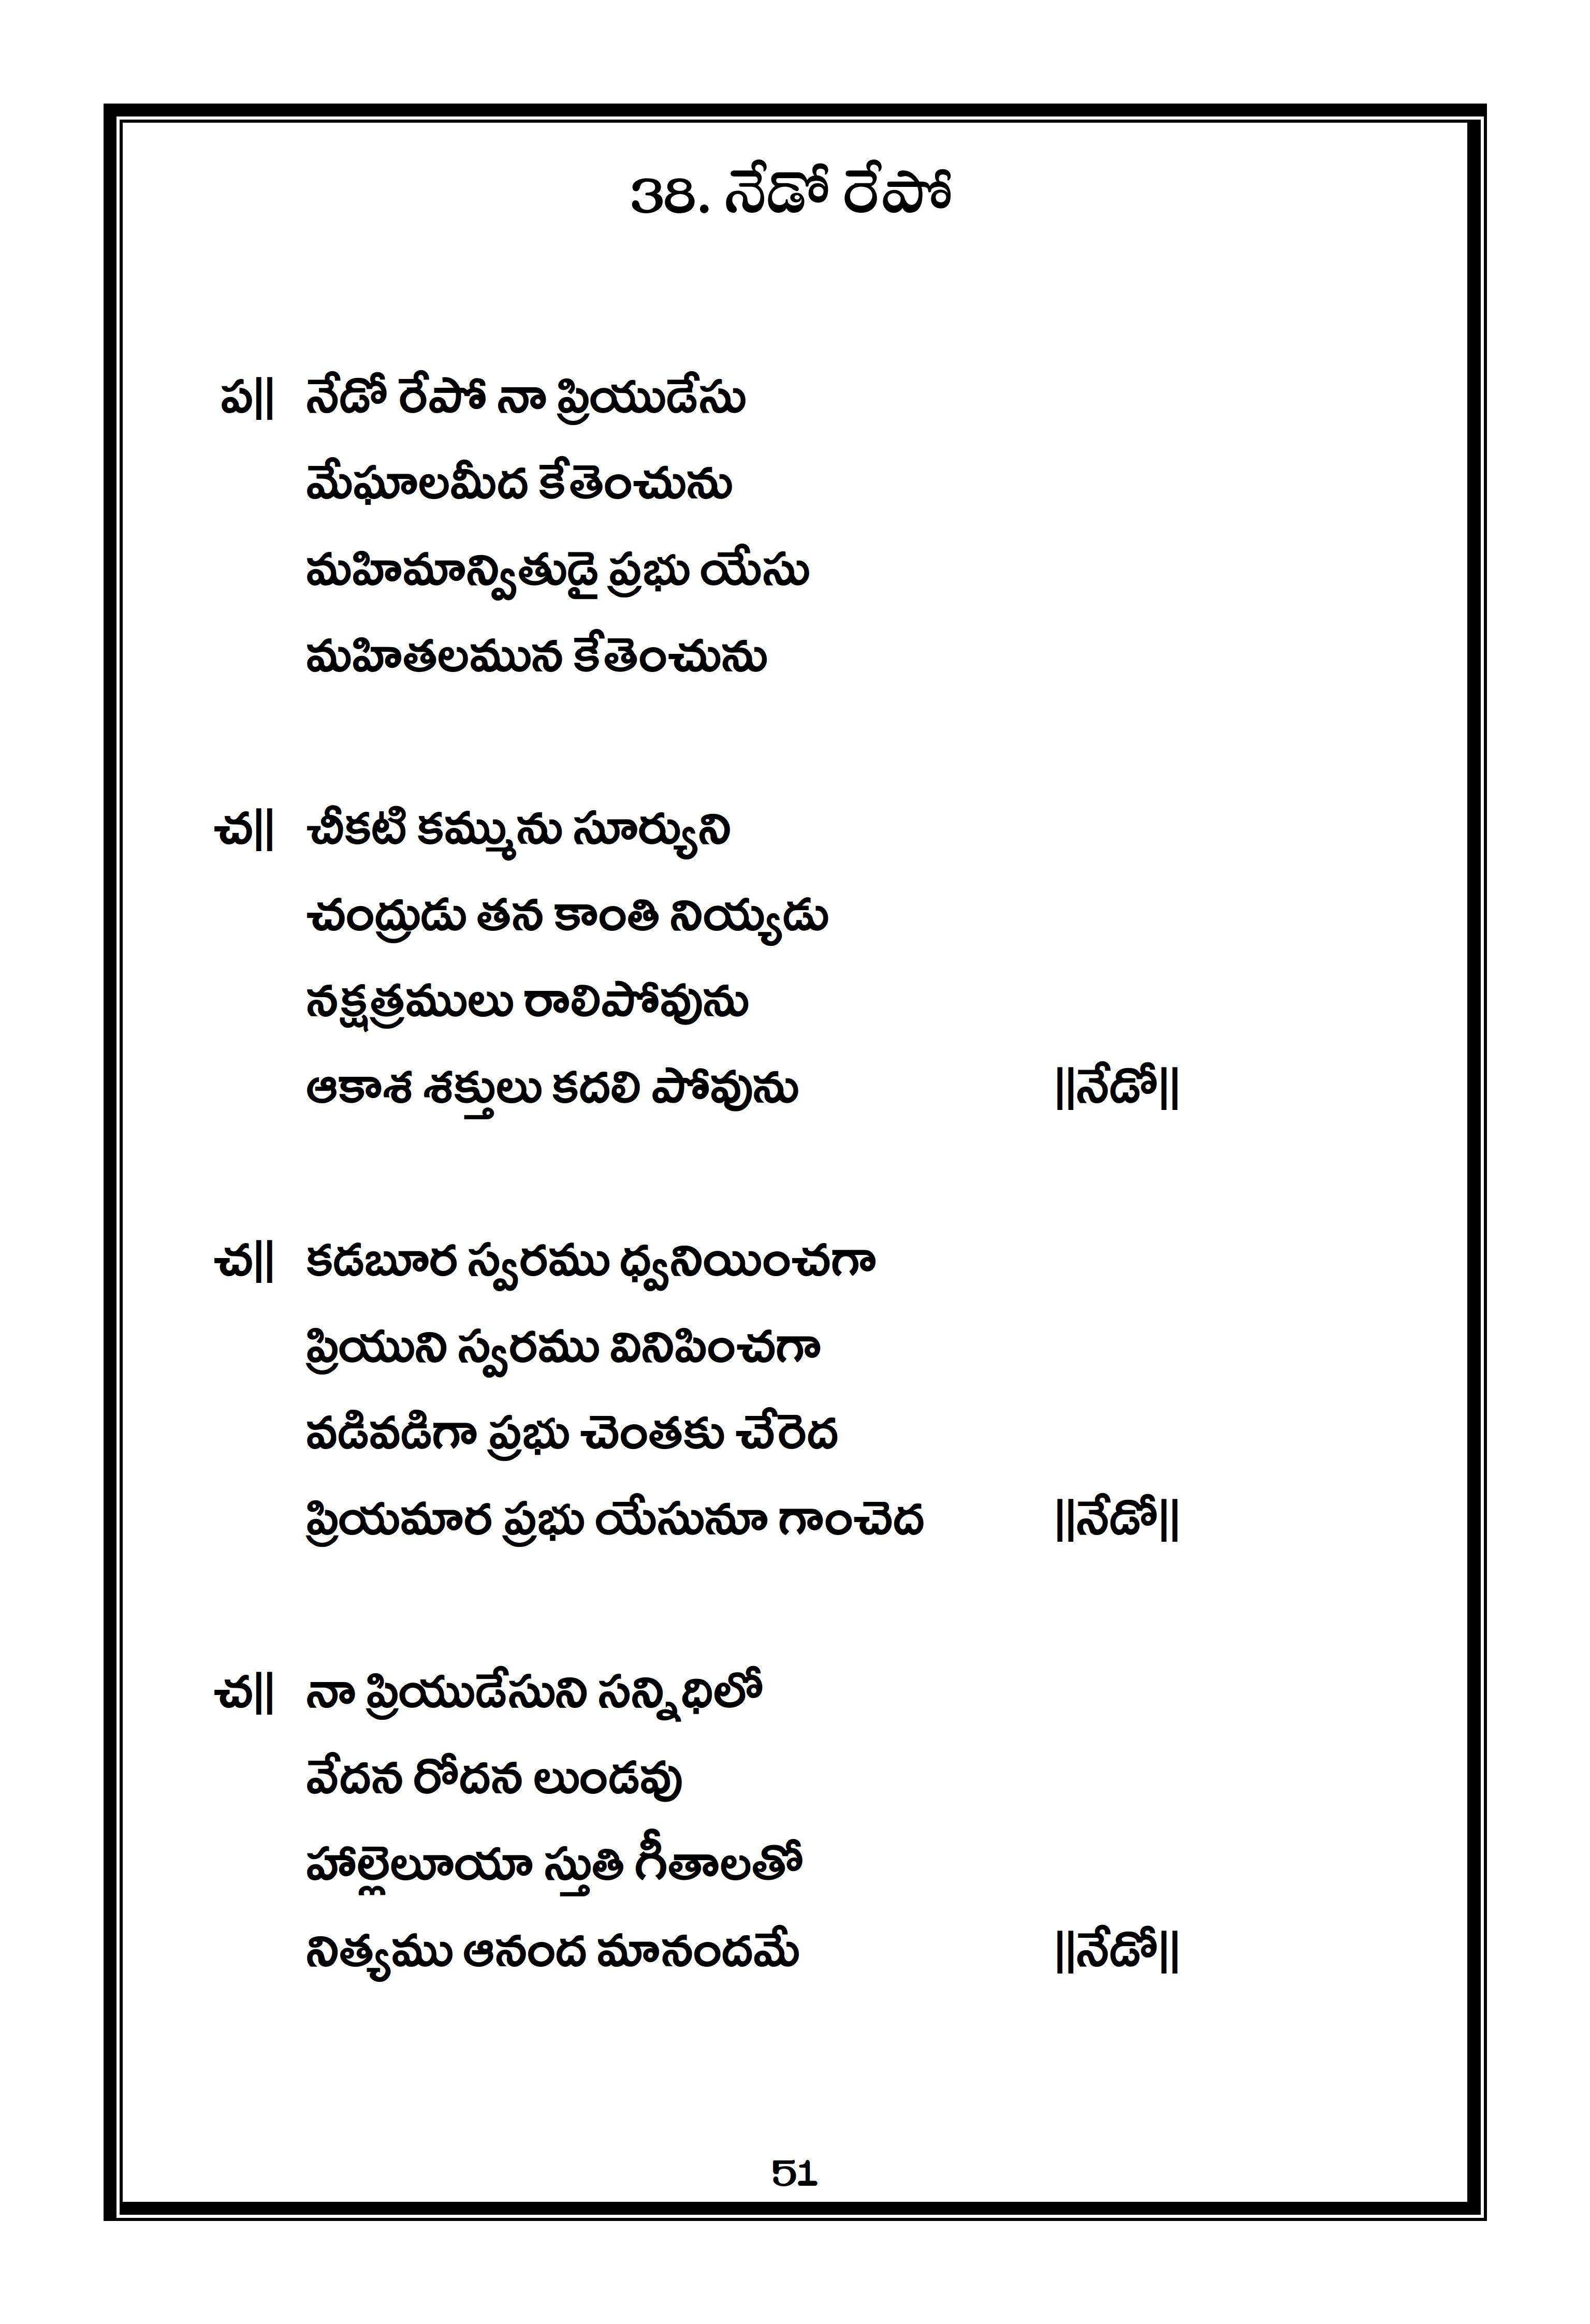 38. నేడో రేపో
ప|| నేడో రేపో నా ప్రియుడేసు
మేఘాలమీద కేతెంచును
మహిమాన్వితుడై ప్రభు యేసు
మహితలమున కేతెంచును
చ|| చీకటి కమ్మును సూర్యుని
చంద్రుడు తన కాంతి నియ్యడు
నక్షత్రములు రాలిపోవును
ఆకాశ శక్తులు కదలి పోవును ||నేడో||
చ|| కడబూర స్వరము ధ్వనియించగా
ప్రియుని స్వరము వినిపించగా
వడివడిగా ప్రభు చెంతకు చేరెద
ప్రియమార ప్రభు యేసునూ గాంచెద ||నేడో||
చ|| నా ప్రియుడేసుని సన్నిధిలో
వేదన రోదన లుండవు
హాల్లెలూయా స్తుతి గీతాలతో
నిత్యము ఆనంద మానందమే ||నేడో||
51